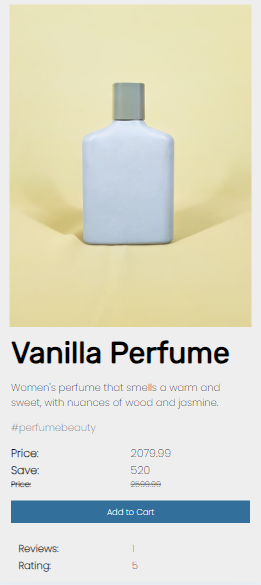 Vanilla Perfume
Women's perfume that smells a warm and
sweet, with nuances of wood and jasmine.
#perfumebeauty
Price: 2079.99
Save: 520
Price: 2599.99
Add to Cart
Reviews: 1
Rating: 5